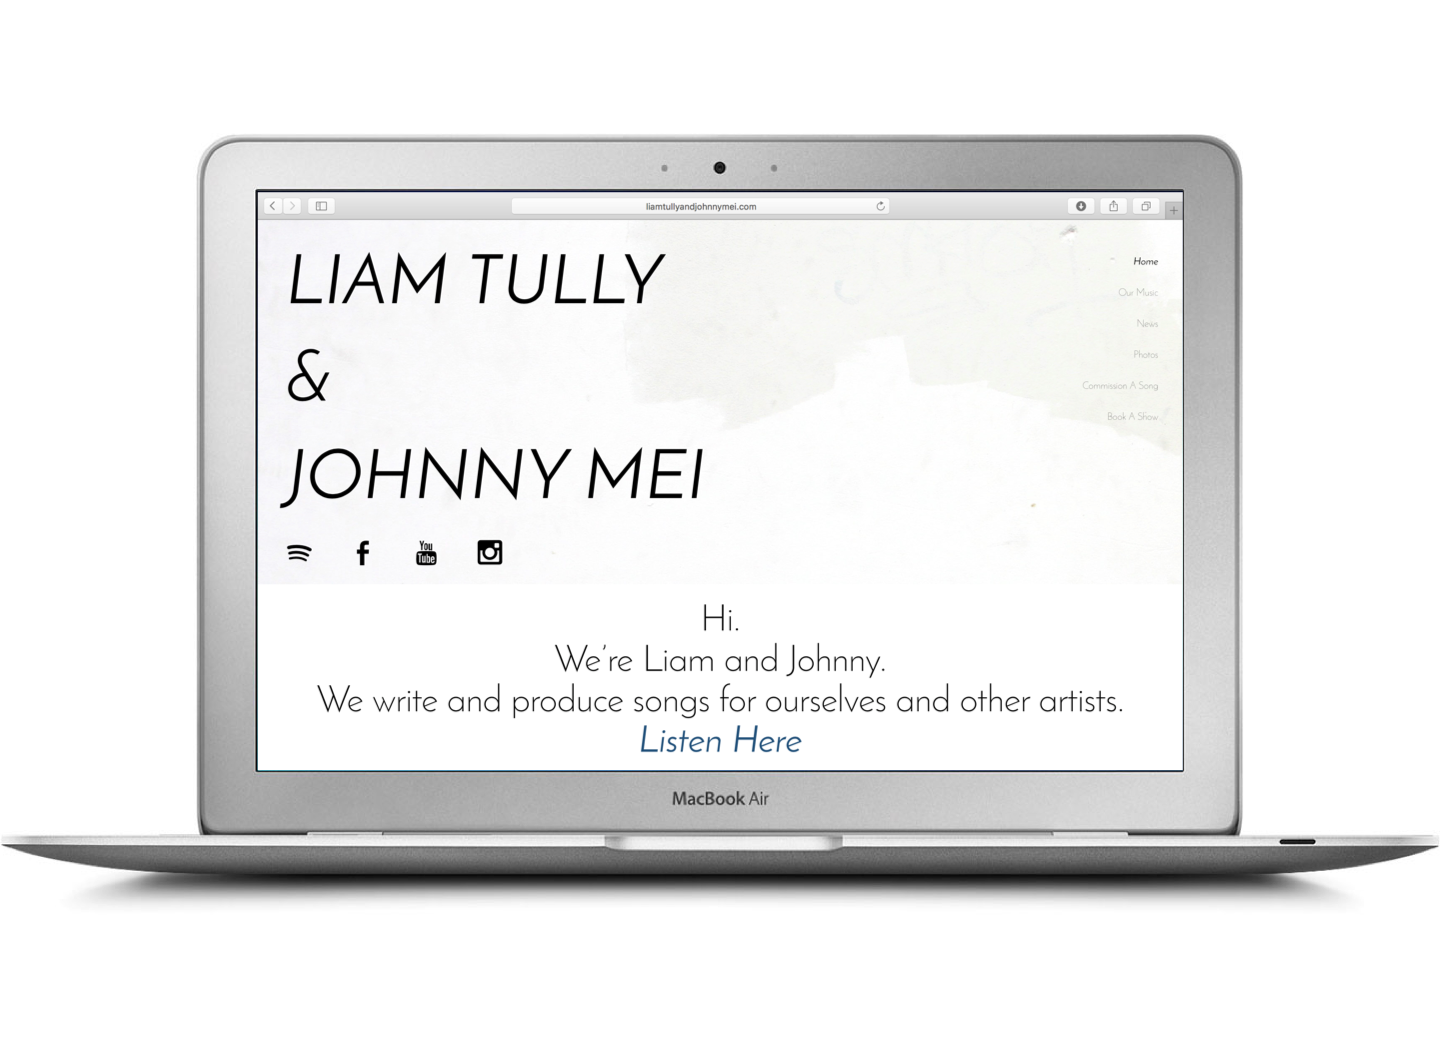 liamtullyandjohnnymei.com
LIAM TULLY
&
JOHNNY MEI
Home
Our Music
News
Photos
Commission A Song
Book A Show
You
Tube
Hi.
We're Liam and Johnny.
We write and produce songs for ourselves and other artists.
Listen Here
MacBook Air